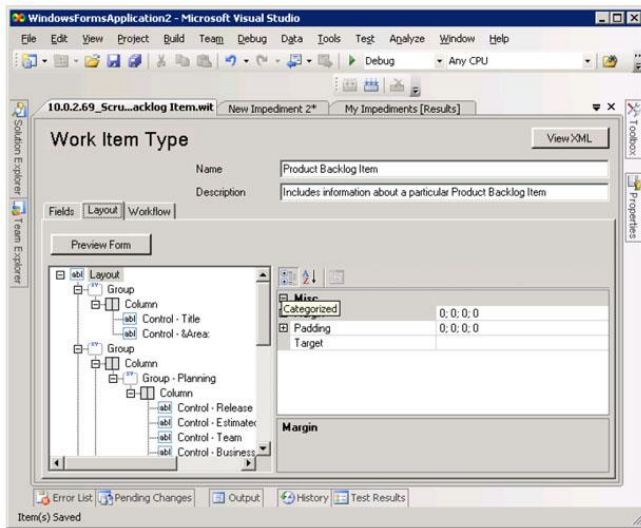 WindowsFormsApplication2 - Microsoft Visual Studio
File Edit View Project Build Team Debug Data Tools Test Analyze Window Help
Debug Any CPU
10.0.2.69_Scru...acklog Item.wit New Impediment 2* My Impediments [Results]
Solution Explorer
Team Explorer
Toolbox
Properties
Work Item Type
View XML
Name Product Backlog Item
Description Includes information about a particular Product Backlog Item
Fields Layout Workflow
Preview Form
Layout
Group
Column
Control - Title
Control - &Area:
Group
Column
Group - Planning
Column
Control - Release
Control - Estimated
Control - Team
Control - Business
Misc
Categorized
0; 0; 0; 0
Padding 0; 0; 0; 0
Target
Margin
Error List Pending Changes Output History Test Results
Item(s) Saved